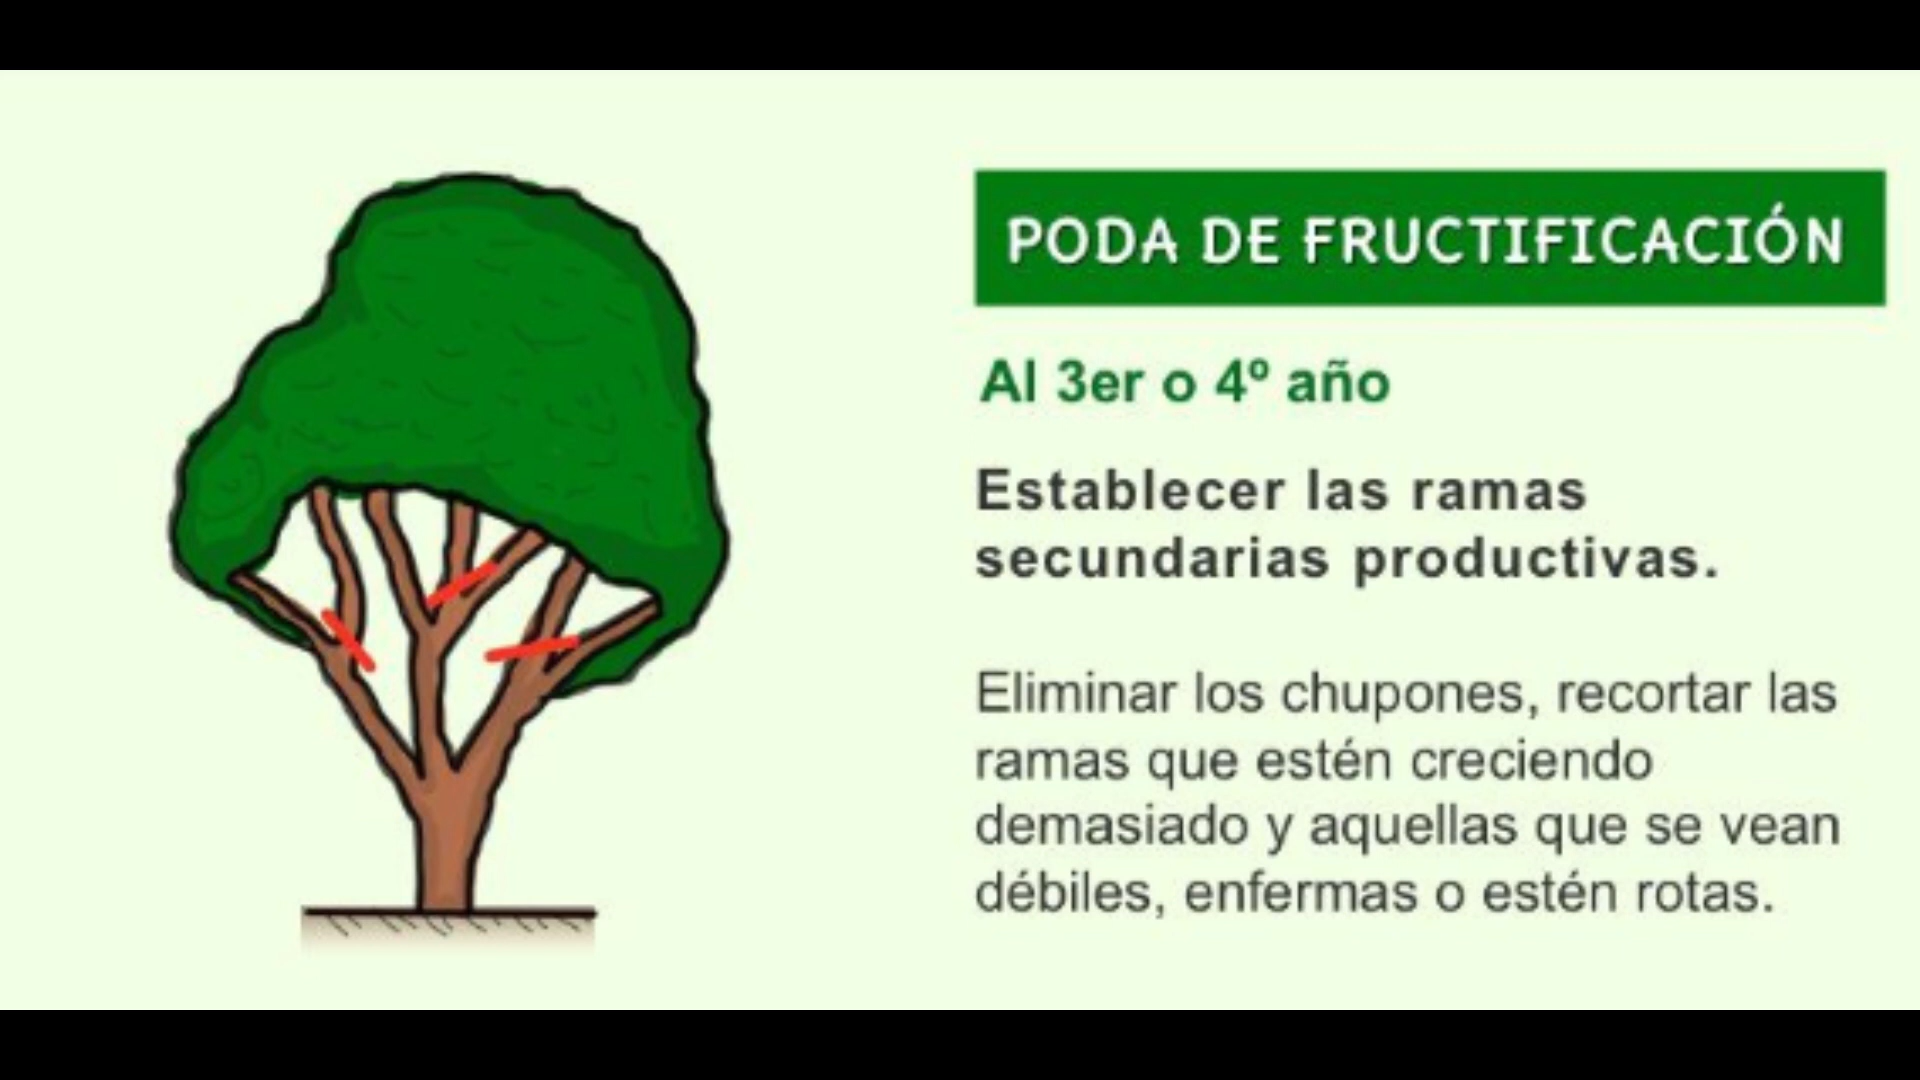 PODA DE FRUCTIFICACIÓN
Al 3er o 4º año
Establecer las ramas
secundarias productivas.
Eliminar los chupones, recortar las
ramas que estén creciendo
demasiado y aquellas que se vean
débiles, enfermas o estén rotas.